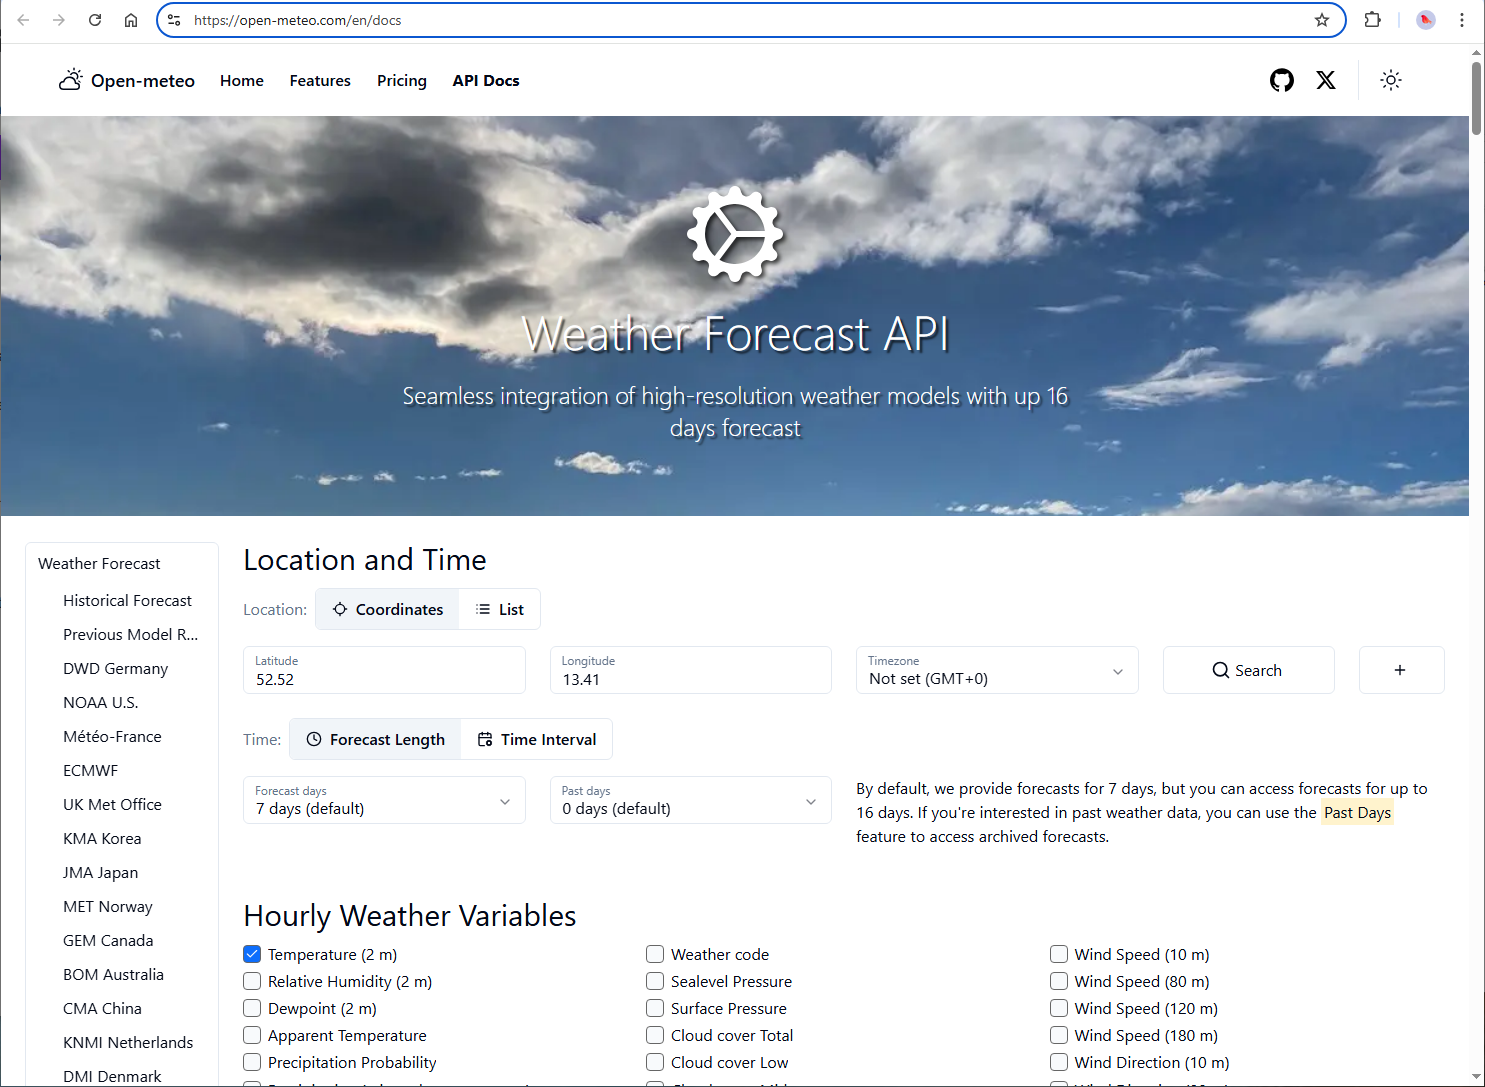 https://open-meteo.com/en/docs
Open-meteo
Home
Features
Pricing
API Docs
Weather Forecast API
Seamless integration of high-resolution weather models with up 16
days forecast
Weather Forecast
Historical Forecast
Previous Model R...
DWD Germany
NOAA U.S.
Météo-France
ECMWF
UK Met Office
KMA Korea
JMA Japan
MET Norway
GEM Canada
BOM Australia
CMA China
KNMI Netherlands
DMI Denmark
Location and Time
Location:
Coordinates
List
Latitude
52.52
Longitude
13.41
Timezone
Not set (GMT+0)
Search
+
Time:
Forecast Length
Time Interval
Forecast days
7 days (default)
Past days
0 days (default)
By default, we provide forecasts for 7 days, but you can access forecasts for up to
16 days. If you're interested in past weather data, you can use the Past Days
feature to access archived forecasts.
Hourly Weather Variables
Temperature (2 m)
Relative Humidity (2 m)
Dewpoint (2 m)
Apparent Temperature
Precipitation Probability
Weather code
Sealevel Pressure
Surface Pressure
Cloud cover Total
Cloud cover Low
Wind Speed (10 m)
Wind Speed (80 m)
Wind Speed (120 m)
Wind Speed (180 m)
Wind Direction (10 m)